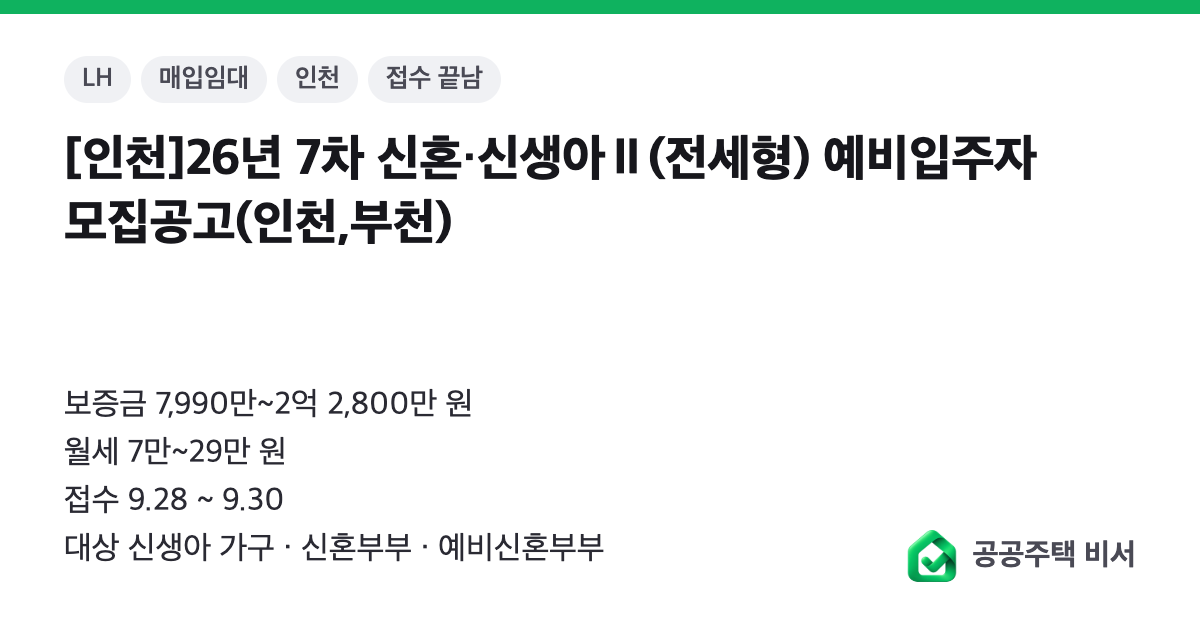 LH 매입임대 인천 접수 끝남
[인천]26년 7차 신혼·신생아Ⅱ(전세형) 예비입주자
모집공고(인천,부천)
보증금 7,990만~2억 2,800만 원
월세 7만~29만 원
접수 9.28 ~ 9.30
대상 신생아 가구 · 신혼부부 · 예비신혼부부
공공주택 비서